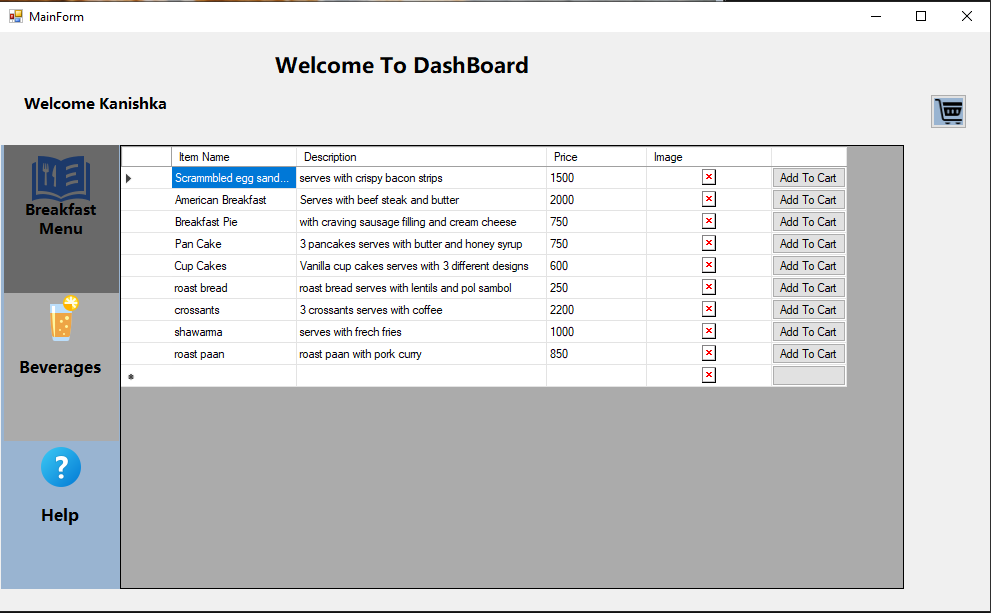 MainForm
Welcome To DashBoard
Welcome Kanishka
Breakfast
Menu
Beverages
?
Help
Item Name Description Price Image
Scrammbled egg sand... serves with crispy bacon strips 1500 Add To Cart
American Breakfast Serves with beef steak and butter 2000 Add To Cart
Breakfast Pie with craving sausage filling and cream cheese 750 Add To Cart
Pan Cake 3 pancakes serves with butter and honey syrup 750 Add To Cart
Cup Cakes Vanilla cup cakes serves with 3 different designs 600 Add To Cart
roast bread roast bread serves with lentils and pol sambol 250 Add To Cart
crossants 3 crossants serves with coffee 2200 Add To Cart
shawarma serves with frech fries 1000 Add To Cart
roast paan roast paan with pork curry 850 Add To Cart